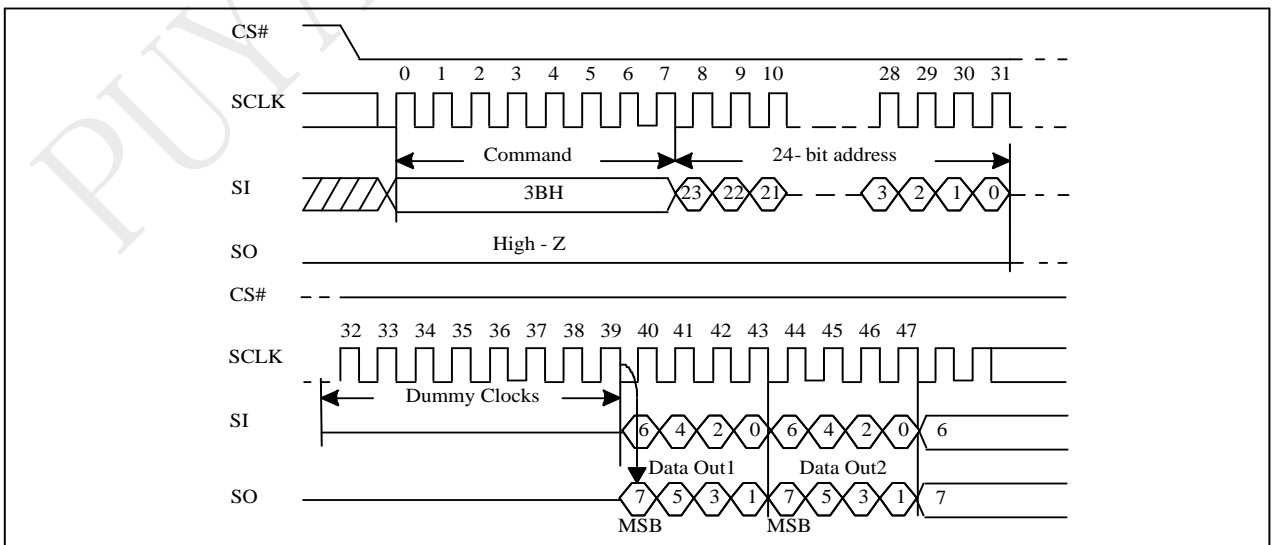 PUYA
CS#
0 1 2 3 4 5 6 7 8 9 10 28 29 30 31
SCLK
Command 24- bit address
SI 3BH 23 22 21 3 2 1 0
SO High - Z
CS#
32 33 34 35 36 37 38 39 40 41 42 43 44 45 46 47
SCLK
Dummy Clocks
SI 6 4 2 0 6 4 2 0 6
Data Out1 Data Out2
SO 7 5 3 1 7 5 3 1 7
MSB MSB